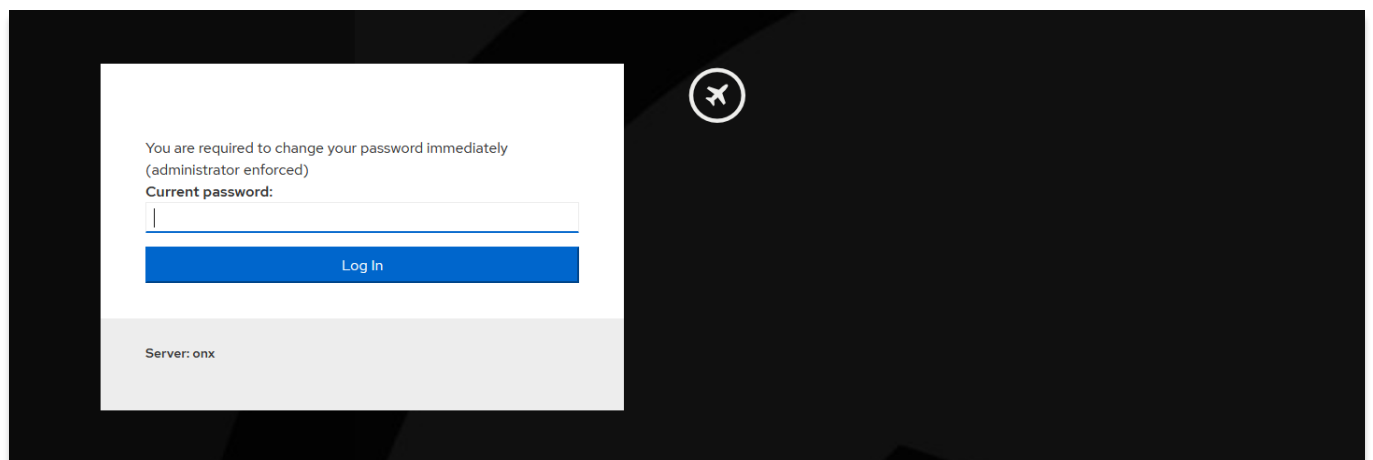 You are required to change your password immediately
(administrator enforced)
Current password:
Log In
Server: onx